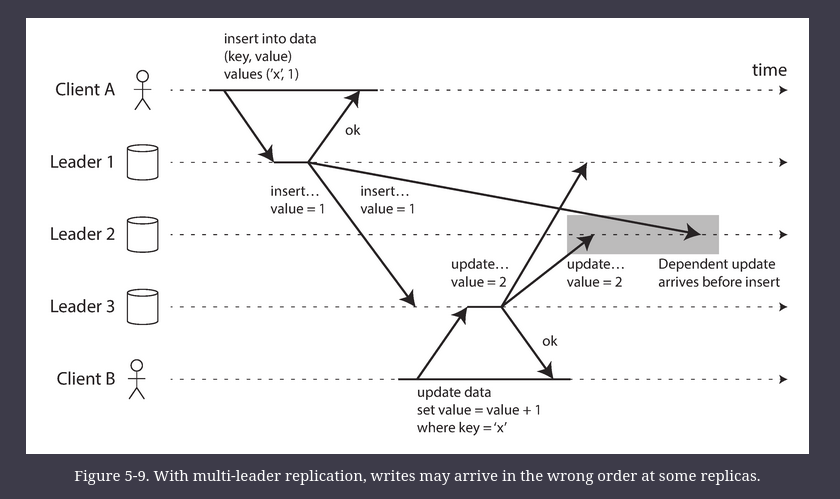 insert into data
(key, value)
values (‘x’, 1)
time
Client A
ok
Leader 1
insert…
value = 1
insert…
value = 1
Leader 2
update…
value = 2
update…
value = 2
Dependent update
arrives before insert
Leader 3
ok
Client B
update data
set value = value + 1
where key = ‘x’
Figure 5-9. With multi-leader replication, writes may arrive in the wrong order at some replicas.